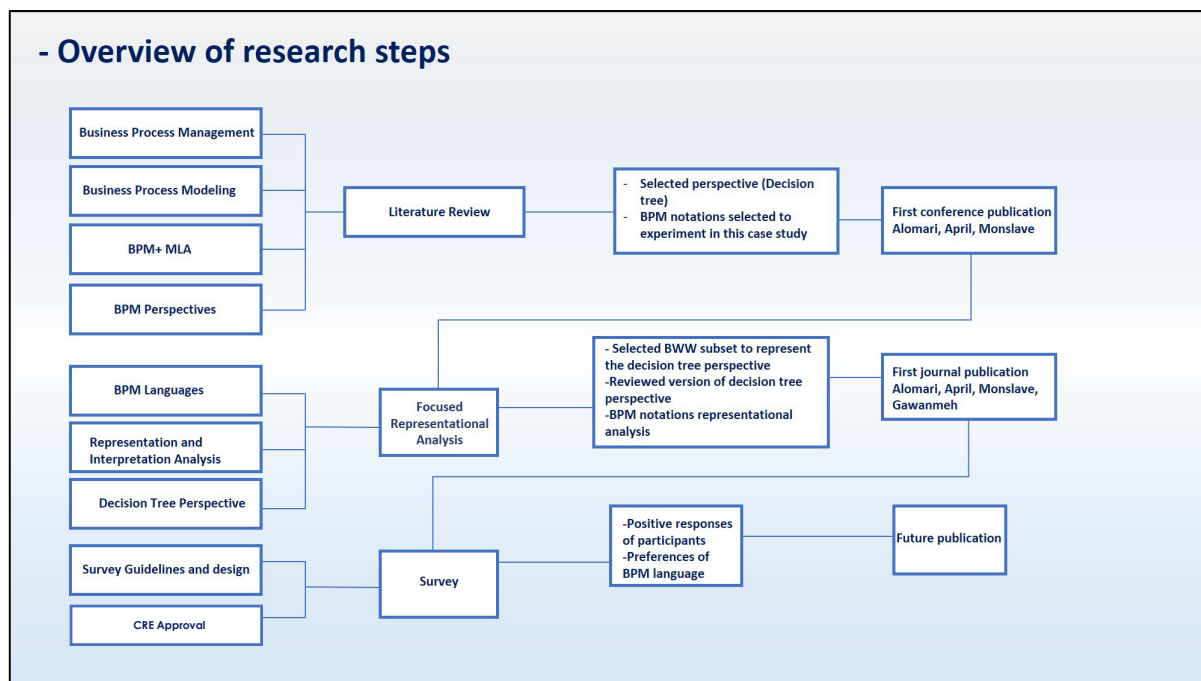 - Overview of research steps
Business Process Management
Business Process Modeling
BPM+ MLA
BPM Perspectives
Literature Review
- Selected perspective (Decision
tree)
- BPM notations selected to
experiment in this case study
First conference publication
Alomari, April, Monslave
BPM Languages
Representation and
Interpretation Analysis
Decision Tree Perspective
Focused
Representational
Analysis
- Selected BWW subset to represent
the decision tree perspective
-Reviewed version of decision tree
perspective
-BPM notations representational
analysis
First journal publication
Alomari, April, Monslave,
Gawanmeh
Survey Guidelines and design
CRE Approval
Survey
-Positive responses
of participants
-Preferences of
BPM language
Future publication